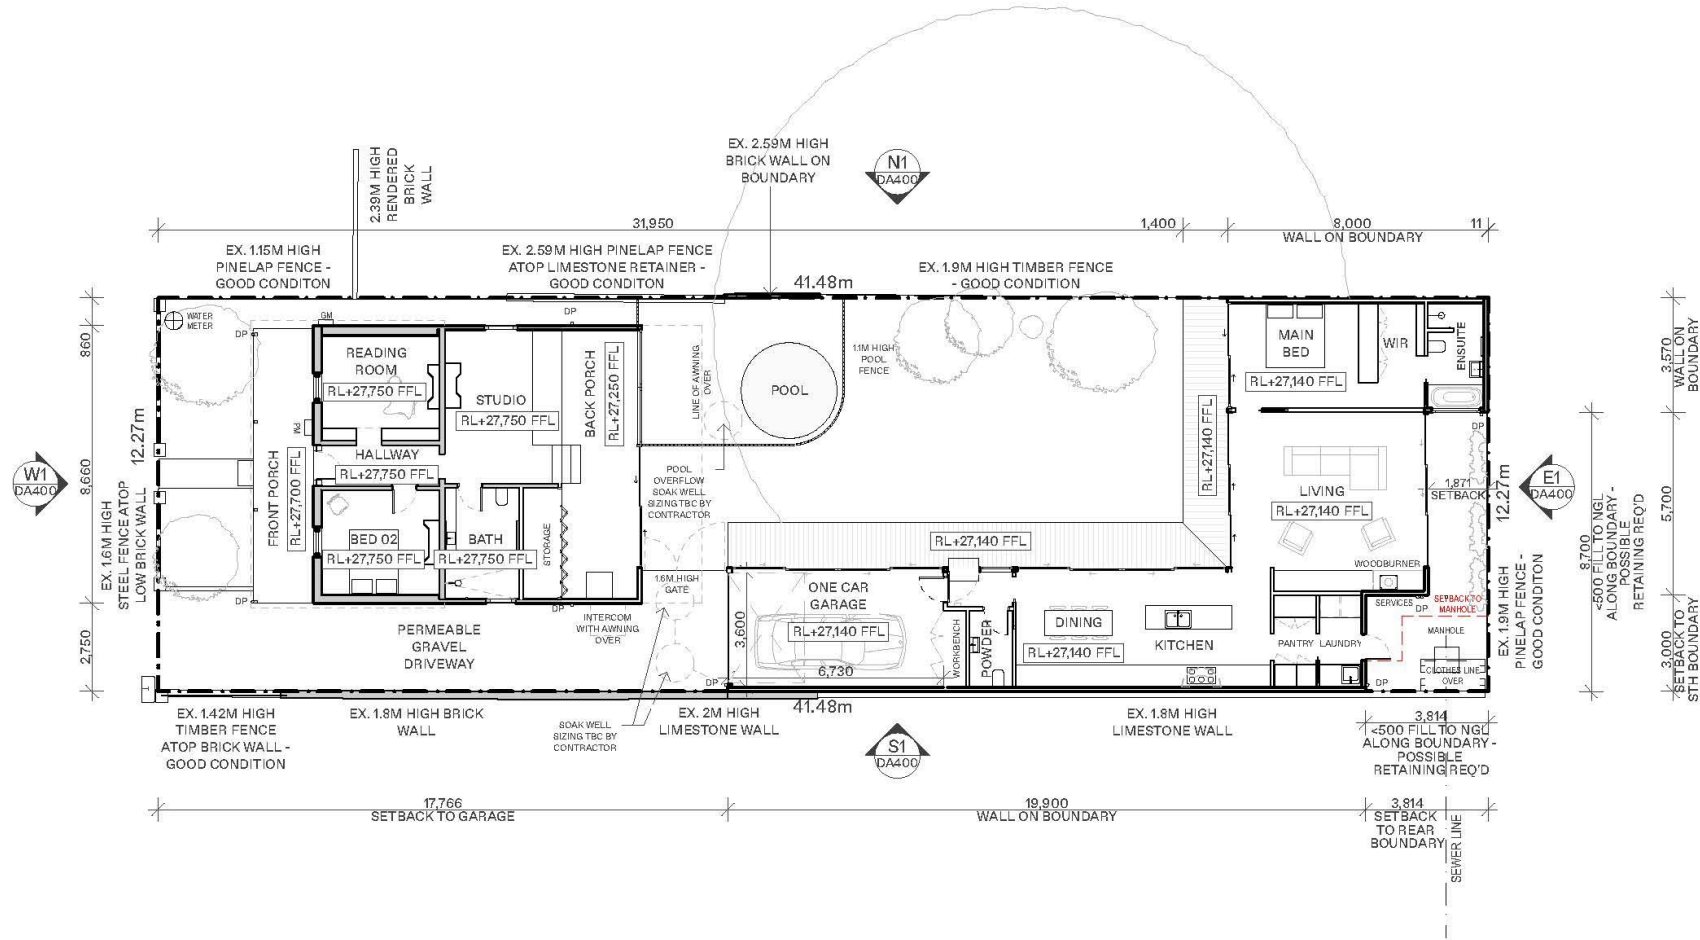 EX. 2.59M HIGH
BRICK WALL ON
BOUNDARY
N1
DA400
2.39M HIGH
RENDERED
BRICK
WALL
31,950
1,400
8,000
11
WALL ON BOUNDARY
EX. 1.15M HIGH
PINELAP FENCE -
GOOD CONDITON
EX. 2.59M HIGH PINELAP FENCE
ATOP LIMESTONE RETAINER -
GOOD CONDITON
41.48m
EX. 1.9M HIGH TIMBER FENCE
- GOOD CONDITION
WATER
METER
DP
GM
DP
READING
ROOM
RL+27,750 FFL
STUDIO
RL+27,750 FFL
BACK PORCH
RL+27,250 FFL
LINE OF AWNING
OVER
POOL
1.1M HIGH
POOL
FENCE
MAIN
BED
RL+27,140 FFL
WIR
ENSUITE
860
3,570
WALL ON
BOUNDARY
12.27m
8,660
W1
DA400
PM
FRONT PORCH
RL+27,700 FFL
HALLWAY
RL+27,750 FFL
POOL
OVERFLOW
SOAK WELL
SIZING TBC BY
CONTRACTOR
RL+27,140 FFL
DP
LIVING
RL+27,140 FFL
1,871
SETBACK
12.27m
E1
DA400
8,700
<500 FILL TO NGL
ALONG BOUNDARY -
POSSIBLE
RETAINING REQ'D
5,700
EX. 1.6M HIGH
STEEL FENCE ATOP
LOW BRICK WALL
BED 02
RL+27,750 FFL
BATH
RL+27,750 FFL
STORAGE
RL+27,140 FFL
WOODBURNER
1.6M HIGH
GATE
ONE CAR
GARAGE
RL+27,140 FFL
3,600
6,730
WORKBENCH
POWDER
DINING
RL+27,140 FFL
KITCHEN
PANTRY
LAUNDRY
SERVICES
DP
SETBACK TO
MANHOLE
MANHOLE
CLOTHES LINE
OVER
DP
EX. 1.9M HIGH
PINELAP FENCE -
GOOD CONDITON
3,000
SETBACK TO
STH BOUNDARY
2,750
DP
DP
INTERCOM
WITH AWNING
OVER
PERMEABLE
GRAVEL
DRIVEWAY
DP
41.48m
EX. 1.42M HIGH
TIMBER FENCE
ATOP BRICK WALL -
GOOD CONDITION
EX. 1.8M HIGH BRICK
WALL
SOAK WELL
SIZING TBC BY
CONTRACTOR
EX. 2M HIGH
LIMESTONE WALL
S1
DA400
EX. 1.8M HIGH
LIMESTONE WALL
3,814
<500 FILL TO NGL
ALONG BOUNDARY -
POSSIBLE
RETAINING REQ'D
17,766
SETBACK TO GARAGE
19,900
WALL ON BOUNDARY
3,814
SETBACK
TO REAR
BOUNDARY
SEWER LINE